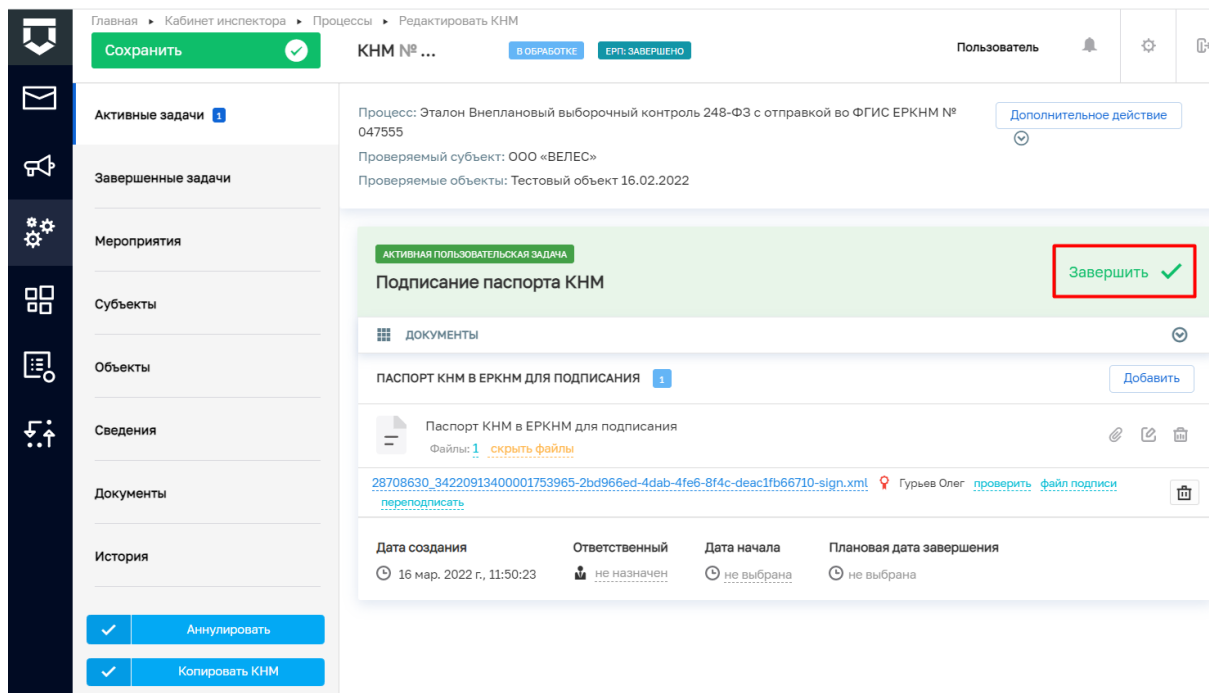 Главная ▸ Кабинет инспектора ▸ Процессы ▸ Редактировать КНМ
Сохранить
КНМ № ...
В ОБРАБОТКЕ
ЕРП: ЗАВЕРШЕНО
Пользователь
Активные задачи 1
Завершенные задачи
Мероприятия
Субъекты
Объекты
Сведения
Документы
История
Аннулировать
Копировать КНМ
Процесс: Эталон Внеплановый выборочный контроль 248-ФЗ с отправкой во ФГИС ЕРКНМ №
047555
Дополнительное действие
Проверяемый субъект: ООО «ВЕЛЕС»
Проверяемые объекты: Тестовый объект 16.02.2022
АКТИВНАЯ ПОЛЬЗОВАТЕЛЬСКАЯ ЗАДАЧА
Подписание паспорта КНМ
Завершить
ДОКУМЕНТЫ
ПАСПОРТ КНМ В ЕРКНМ ДЛЯ ПОДПИСАНИЯ 1
Добавить
Паспорт КНМ в ЕРКНМ для подписания
Файлы: 1 скрыть файлы
28708630_34220913400001753965-2bd966ed-4dab-4fe6-8f4c-deac1fb66710-sign.xml Гурьев Олег проверить файл подписи
переподписать
Дата создания Ответственный Дата начала Плановая дата завершения
16 мар. 2022 г., 11:50:23 не назначен не выбрана не выбрана